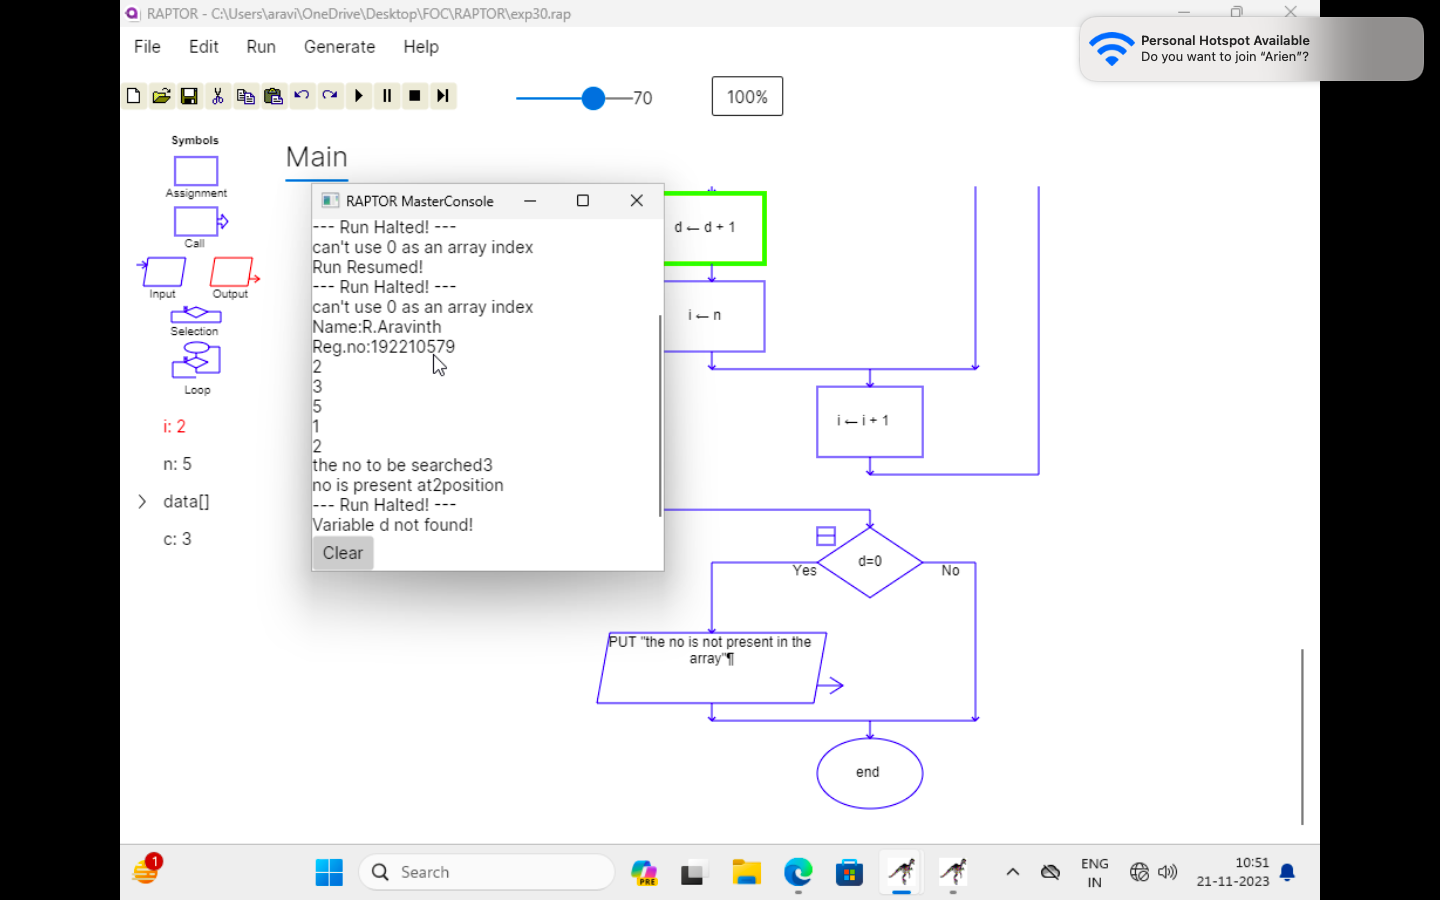 RAPTOR - C:\Users\aravi\OneDrive\Desktop\FOC\RAPTOR\exp30.rap
Personal Hotspot Available
Do you want to join “Arien”?
File Edit Run Generate Help
70
100%
Symbols
Assignment
Call
Input Output
Selection
Loop
i: 2
n: 5
data[]
c: 3
Main
RAPTOR MasterConsole
--- Run Halted! ---
can't use 0 as an array index
Run Resumed!
--- Run Halted! ---
can't use 0 as an array index
Name:R.Aravinth
Reg.no:192210579
2
3
5
1
2
the no to be searched3
no is present at2position
--- Run Halted! ---
Variable d not found!
Clear
d ← d + 1
i ← n
i ← i + 1
d=0
Yes No
PUT "the no is not present in the
array"¶
end
1
Search
PRE
ENG
IN
10:51
21-11-2023